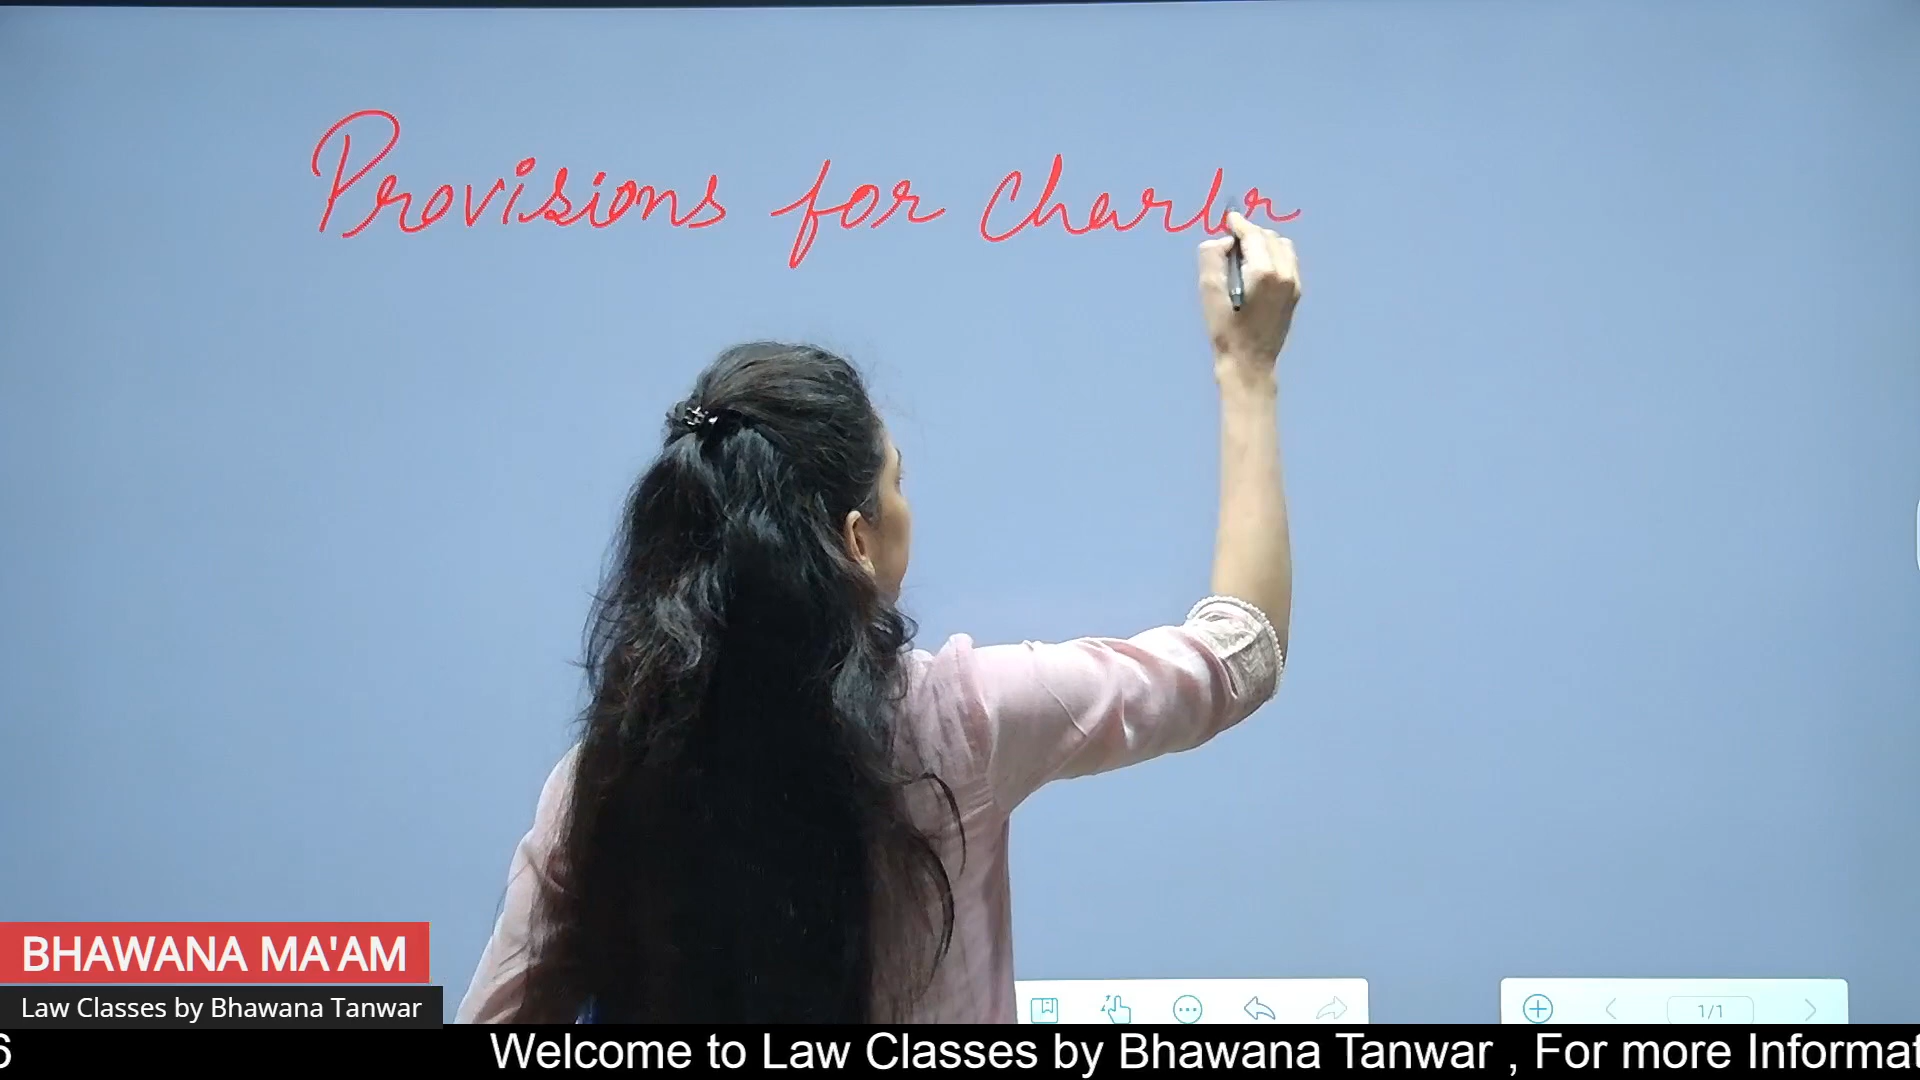 Provisions for Charter
BHAWANA MA'AM
Law Classes by Bhawana Tanwar
1/1
6 Welcome to Law Classes by Bhawana Tanwar , For more Informat